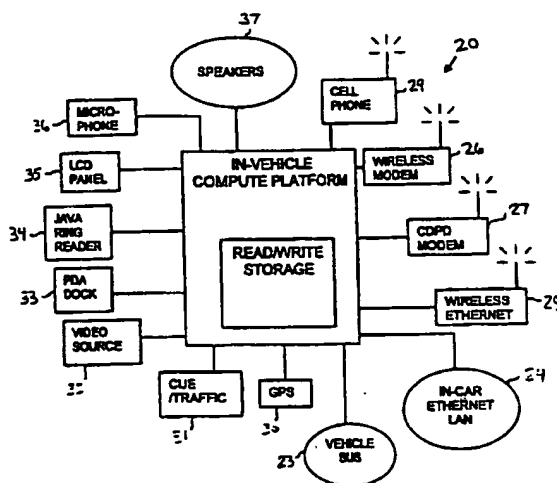 37
SPEAKERS
20
CELL
PHONE
29
36
MICRO-
PHONE
35
LCD
PANEL
IN-VEHICLE
COMPUTE PLATFORM
WIRELESS
MODEM
26
34
JAVA
RING
READER
READ/WRITE
STORAGE
CDPD
MODEM
27
33
PDA
DOCK
WIRELESS
ETHERNET
VIDEO
SOURCE
CUE
/TRAFFIC
31
GPS
30
23
VEHICLE
BUS
IN-CAR
ETHERNET
LAN
24